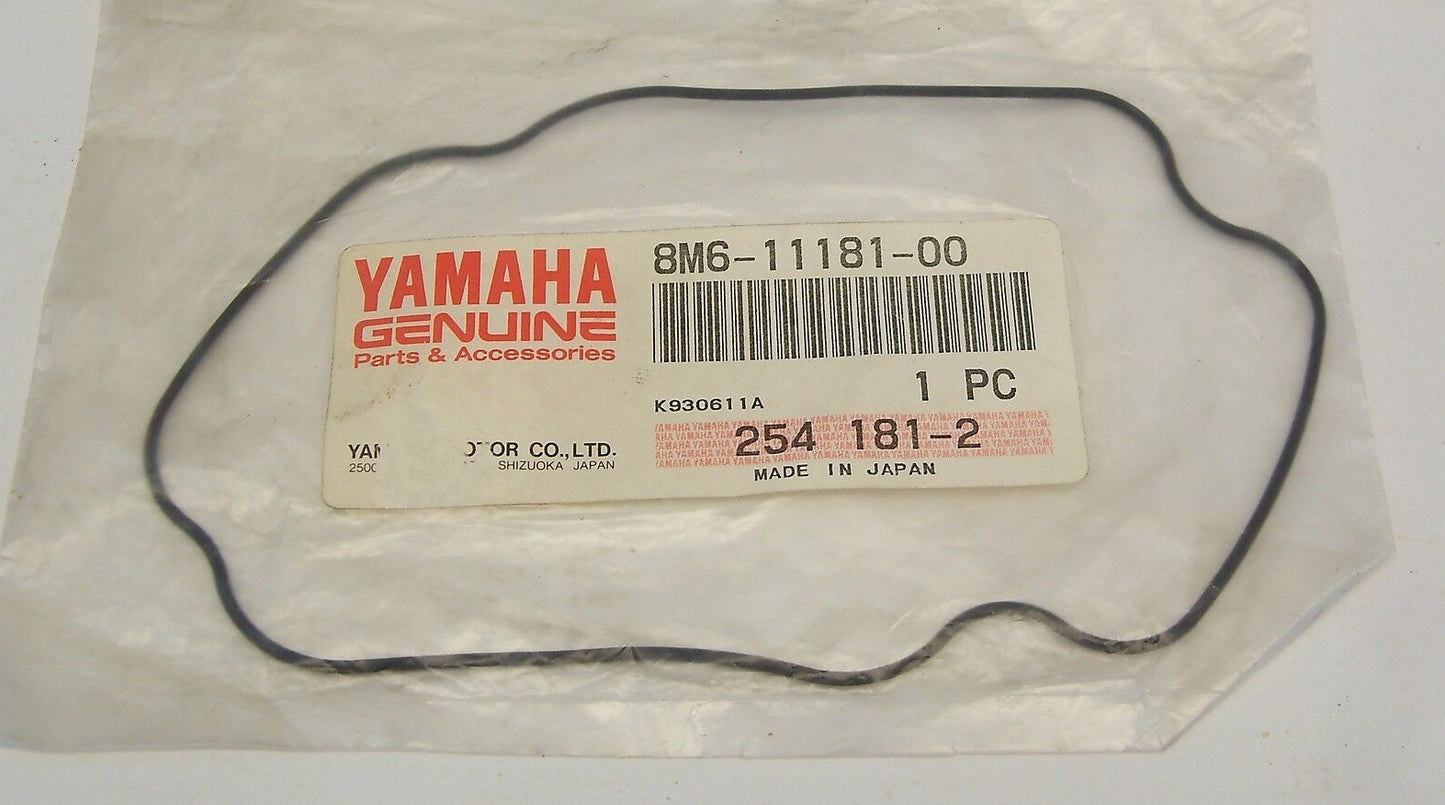 YAMAHA
GENUINE
Parts & Accessories
8M6-11181-00
1 PC
K930611A
254 181-2
MADE IN JAPAN
CO.,LTD.
SHIZUOKA JAPAN